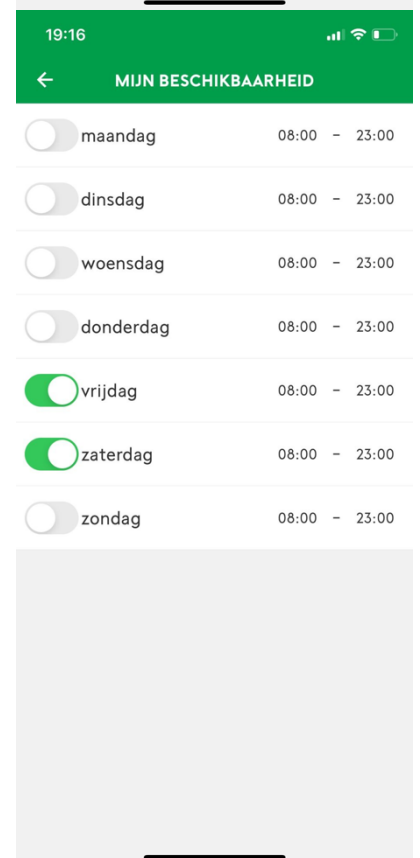 19:16
MIJN BESCHIKBAARHEID
maandag 08:00 – 23:00
dinsdag 08:00 – 23:00
woensdag 08:00 – 23:00
donderdag 08:00 – 23:00
vrijdag 08:00 – 23:00
zaterdag 08:00 – 23:00
zondag 08:00 – 23:00